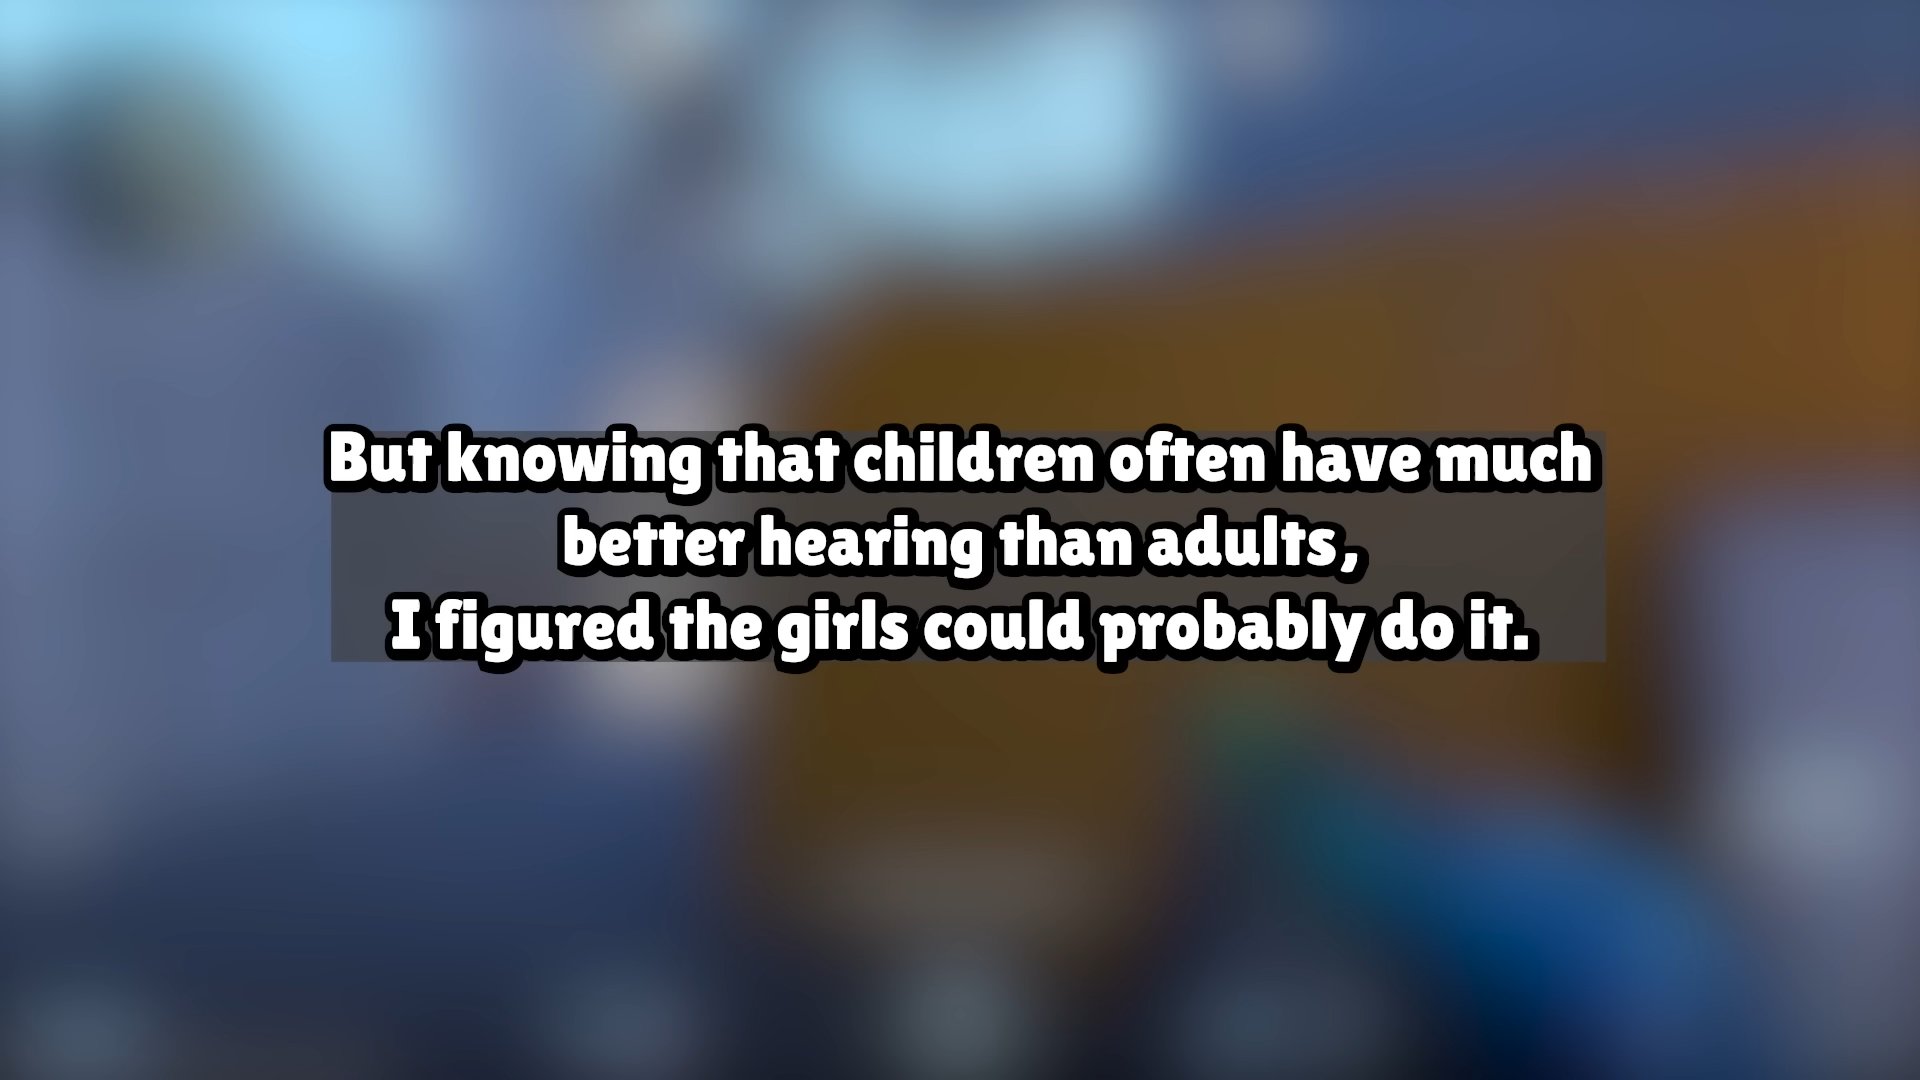 But knowing that children often have much
better hearing than adults,
I figured the girls could probably do it.